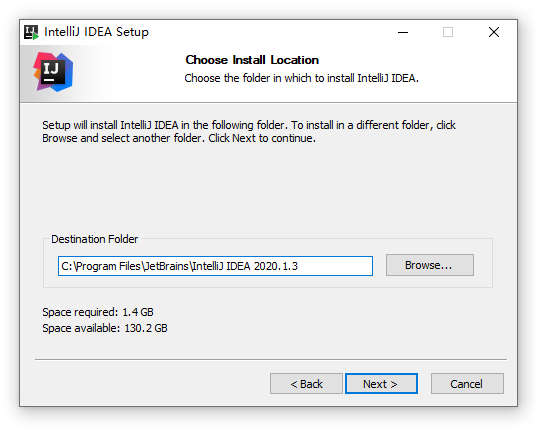 IntelliJ IDEA Setup
IJ
Choose Install Location
Choose the folder in which to install IntelliJ IDEA.
Setup will install IntelliJ IDEA in the following folder. To install in a different folder, click
Browse and select another folder. Click Next to continue.
Destination Folder
C:\Program Files\JetBrains\IntelliJ IDEA 2020.1.3
Browse...
Space required: 1.4 GB
Space available: 130.2 GB
< Back
Next >
Cancel